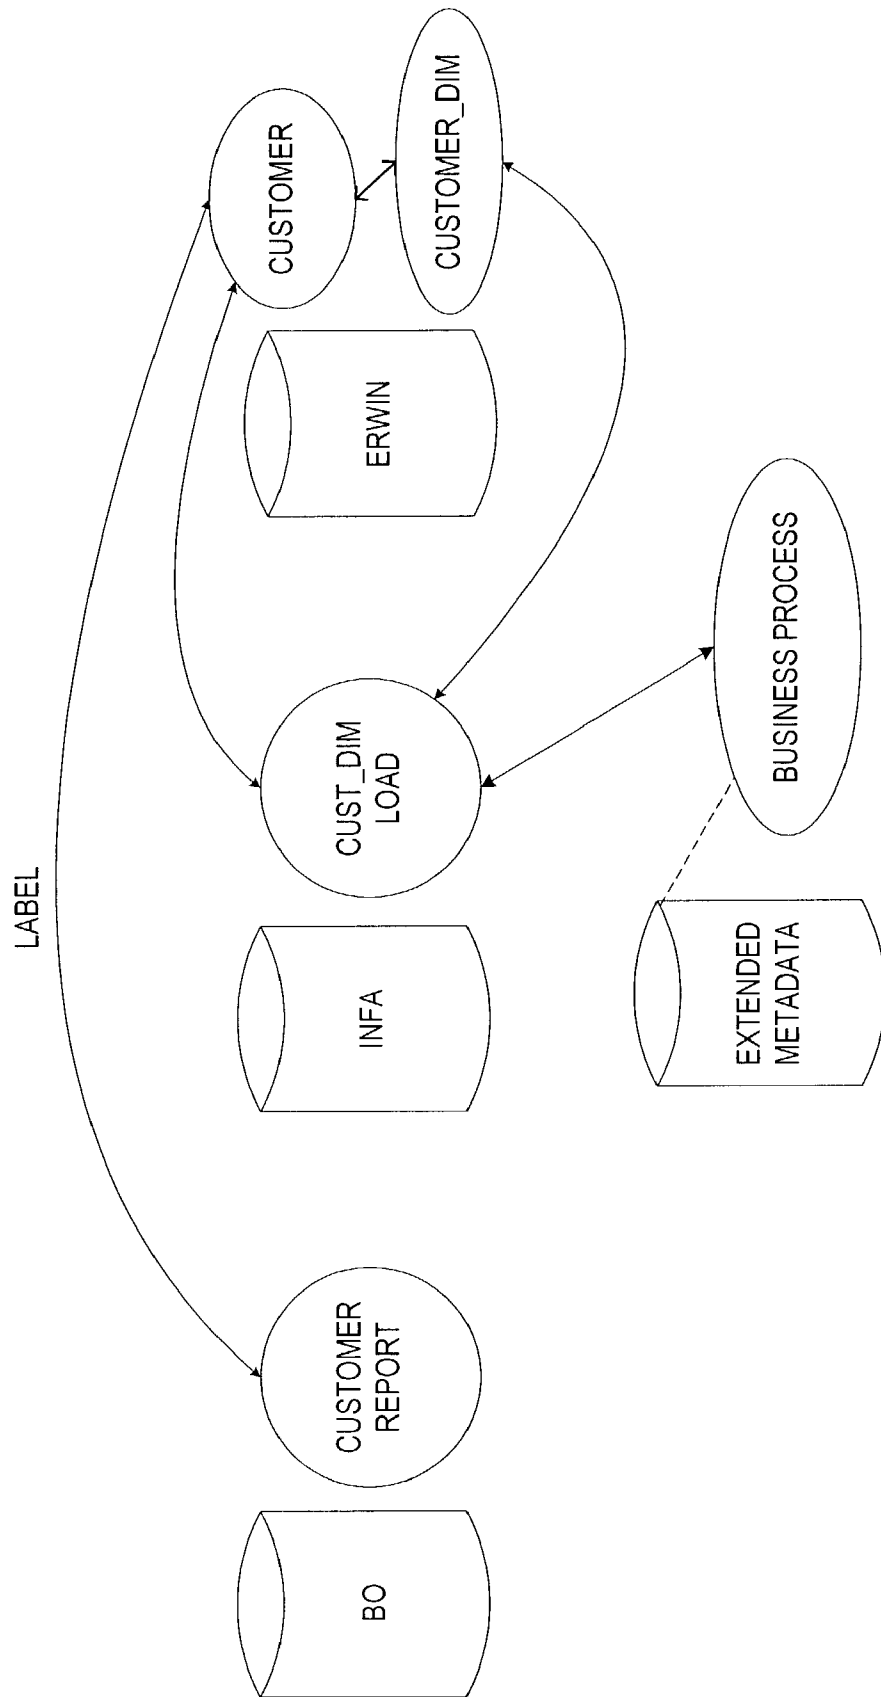 LABEL
BO
CUSTOMER
REPORT
INFA
CUST_DIM
LOAD
ERWIN
CUSTOMER
CUSTOMER_DIM
EXTENDED
METADATA
BUSINESS PROCESS